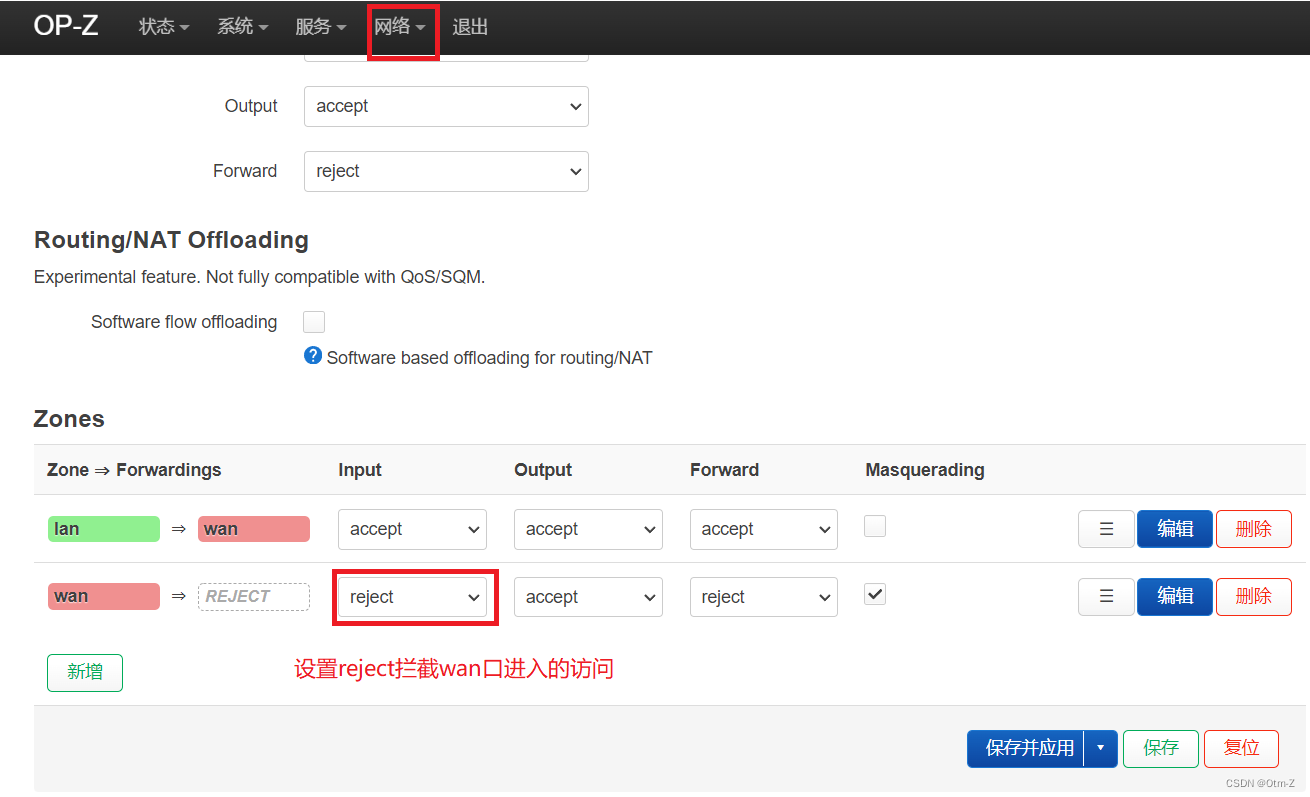 OP-Z 状态 系统 服务 网络 退出
Output accept
Forward reject
Routing/NAT Offloading
Experimental feature. Not fully compatible with QoS/SQM.
Software flow offloading
? Software based offloading for routing/NAT
Zones
Zone ⇒ Forwardings Input Output Forward Masquerading
lan ⇒ wan accept accept accept ☰ 编辑 删除
wan ⇒ REJECT reject accept reject ☰ 编辑 删除
新增 设置reject拦截wan口进入的访问
保存并应用 保存 复位
CSDN @Otm-Z